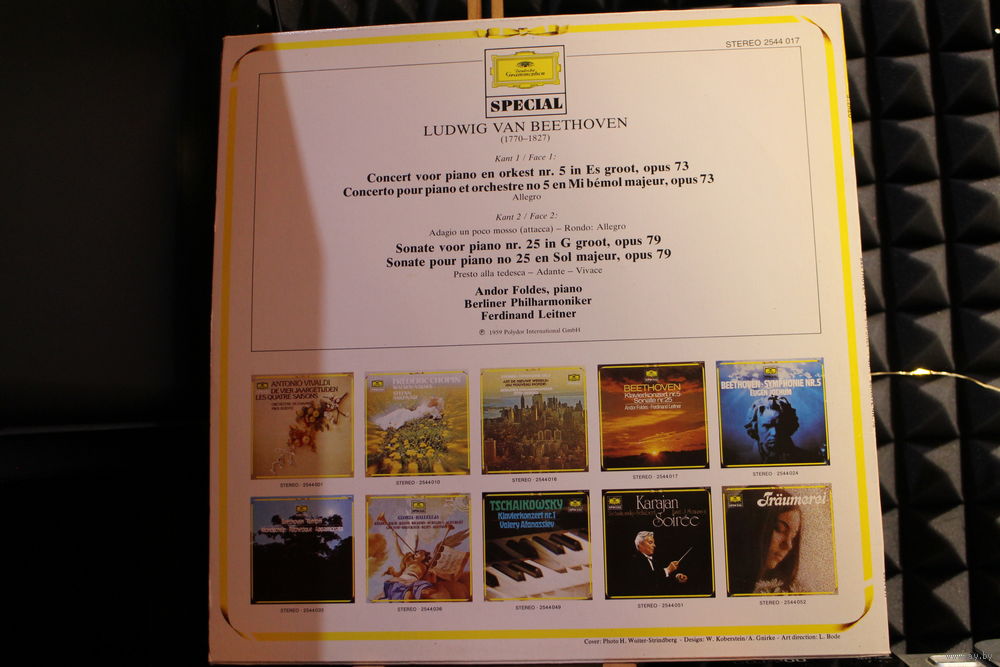 STEREO 2544 017
Deutsche
Grammophon
SPECIAL
LUDWIG VAN BEETHOVEN
(1770–1827)
Kant 1 / Face 1:
Concert voor piano en orkest nr. 5 in Es groot, opus 73
Concerto pour piano et orchestre no 5 en Mi bémol majeur, opus 73
Allegro
Kant 2 / Face 2:
Adagio un poco mosso (attacca) – Rondo: Allegro
Sonate voor piano nr. 25 in G groot, opus 79
Sonate pour piano no 25 en Sol majeur, opus 79
Presto alla tedesca – Adante – Vivace
Andor Foldes, piano
Berliner Philharmoniker
Ferdinand Leitner
℗ 1959 Polydor International GmbH
ANTONIO VIVALDI
DE VIER JAARGETIJDEN
LES QUATRE SAISONS
STEREO · 2544 001
FREDERIC CHOPIN
STEREO · 2544 010
STEREO · 2544 016
BEETHOVEN
Klavierkonzert nr.5
Sonate nr.25
Andor Foldes · Ferdinand Leitner
STEREO · 2544 017
BEETHOVEN · SYMPHONIE NR.5
EUGEN JOCHUM
STEREO · 2544 024
STEREO · 2544 035
GLORIA · HALLELUJA
STEREO · 2544 036
TSCHAIKOWSKY
Klavierkonzert nr.1
Valery Afanassiev
STEREO · 2544 049
Karajan
Soirée
STEREO · 2544 051
Träumerei
STEREO · 2544 052
Cover: Photo H. Wolter-Strindberg - Design: W. Koberstein/A. Gnirke - Art direction: L. Bode
www.ay.by